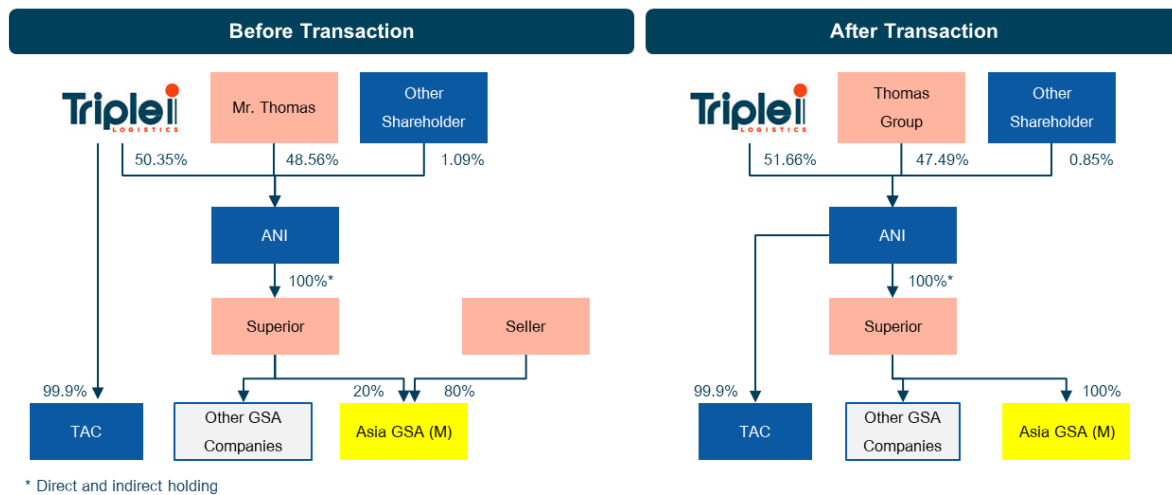 Before Transaction
After Transaction
Triplei
LOGISTICS
Mr. Thomas
Other
Shareholder
50.35%
48.56%
1.09%
ANI
100%*
Superior
Seller
99.9%
20%
80%
TAC
Other GSA
Companies
Asia GSA (M)
* Direct and indirect holding
Triplei
LOGISTICS
Thomas
Group
Other
Shareholder
51.66%
47.49%
0.85%
ANI
100%*
Superior
99.9%
100%
TAC
Other GSA
Companies
Asia GSA (M)